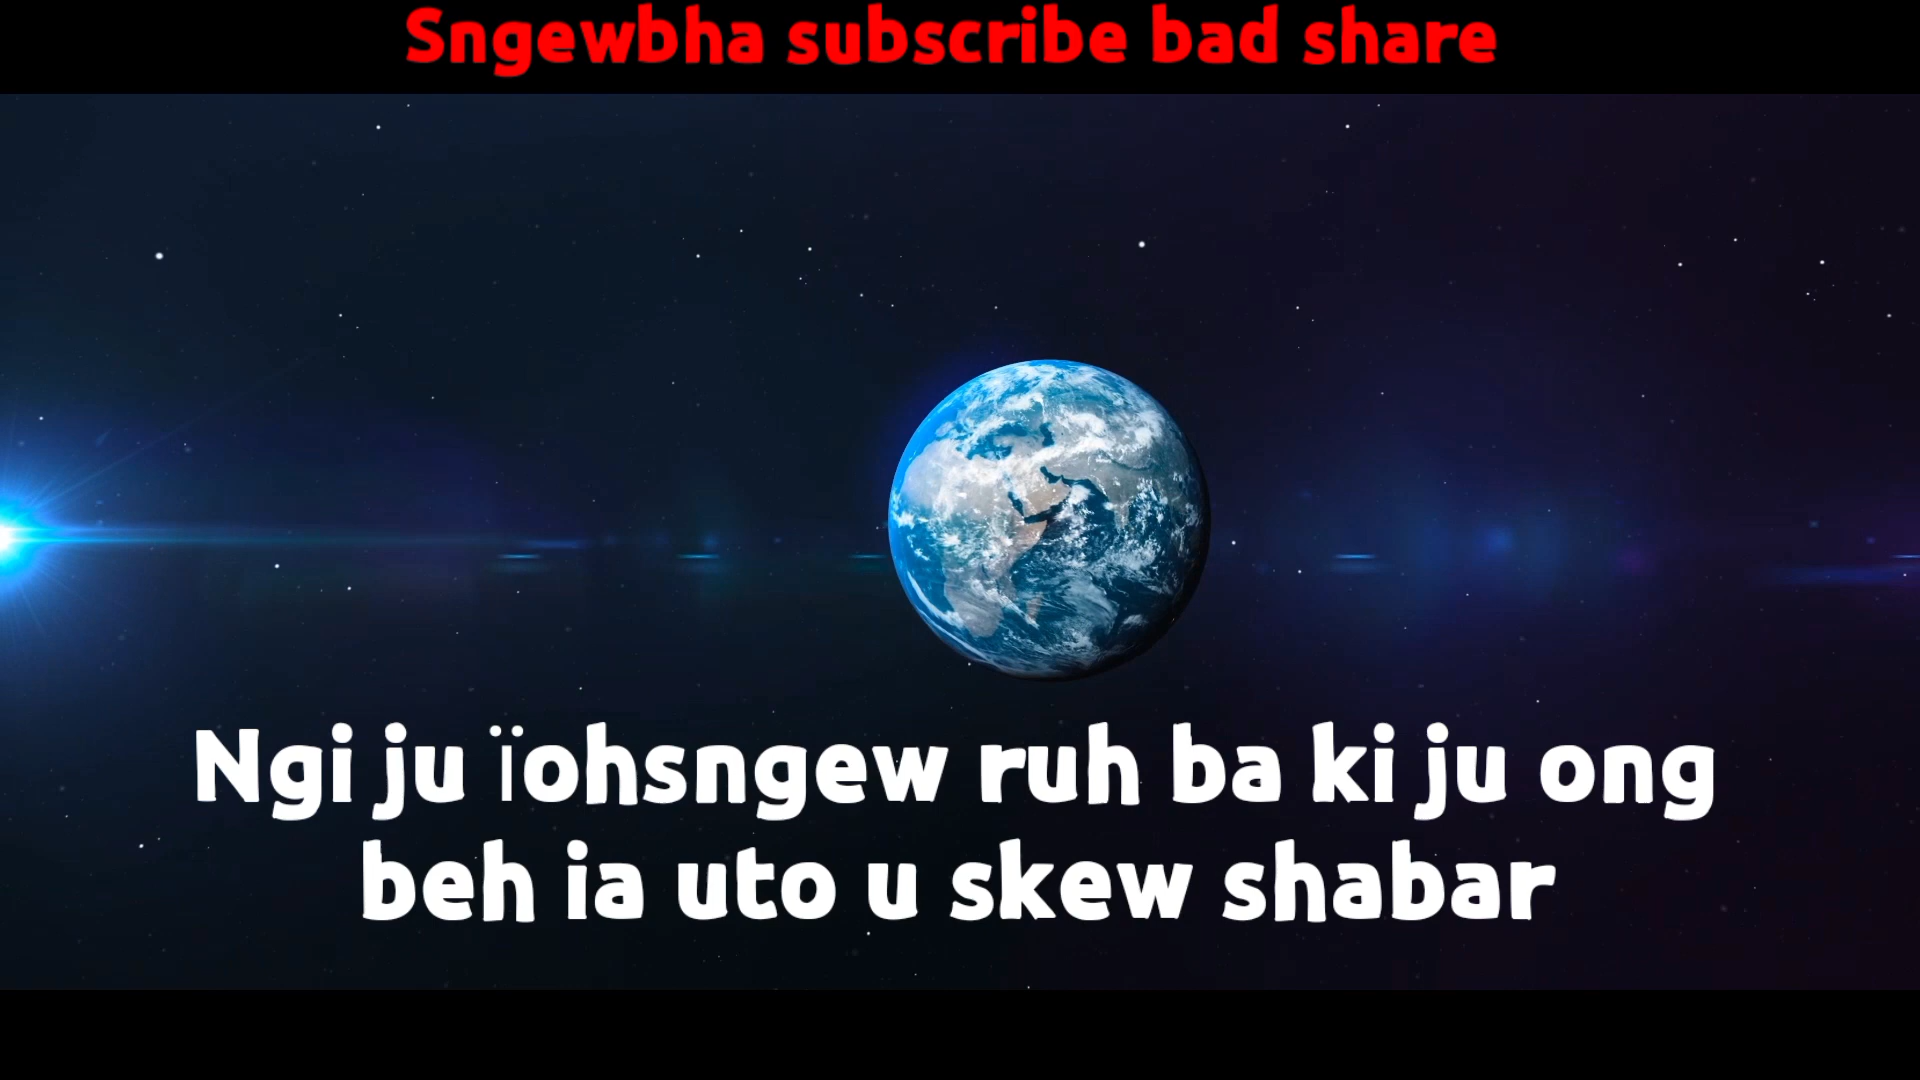 Sngewbha subscribe bad share
Ngi ju ïohsngew ruh ba ki ju ong
beh ia uto u skew shabar